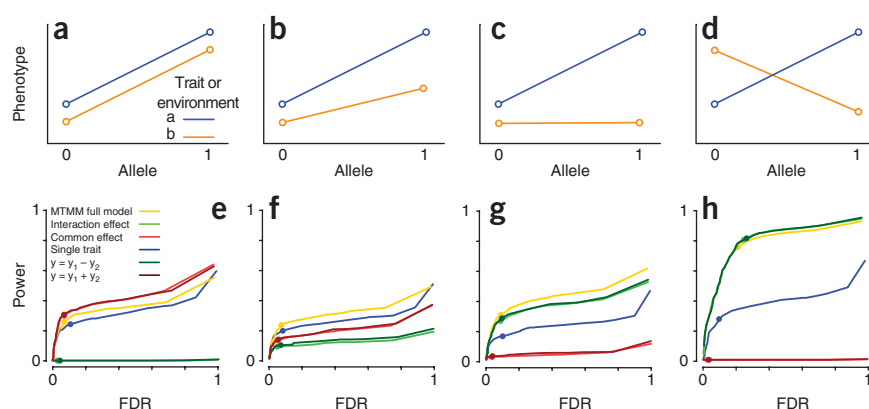 a b c d
Phenotype
Trait or
environment
a
b
0 1 0 1 0 1 0 1
Allele Allele Allele Allele
e f g h
1 1 1 1
MTMM full model
Interaction effect
Common effect
Single trait
y = y1 – y2
y = y1 + y2
Power
0 0 0 0
0 1 0 1 0 1 0 1
FDR FDR FDR FDR